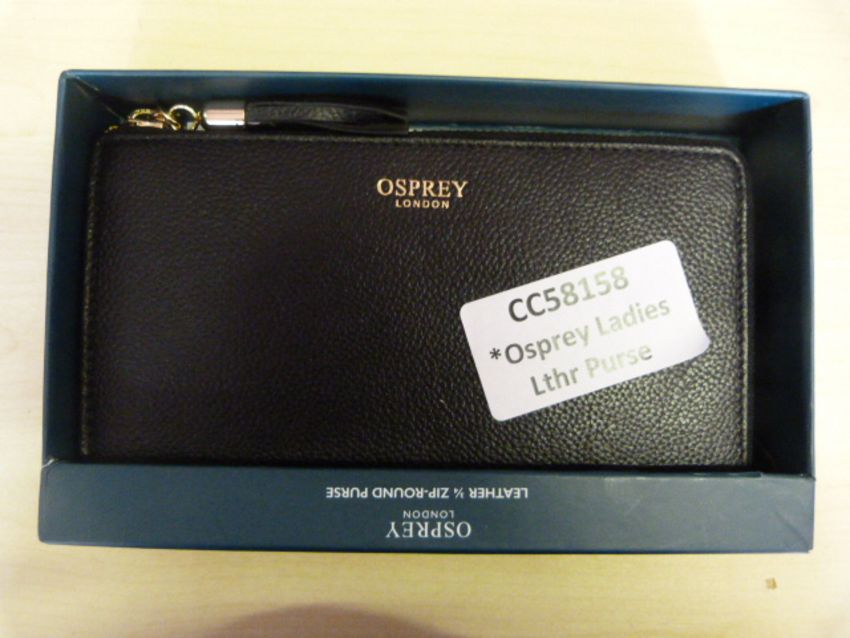 OSPREY
LONDON
CC58158
*Osprey Ladies
Lthr Purse
OSPREY
LONDON
LEATHER ¾ ZIP-ROUND PURSE